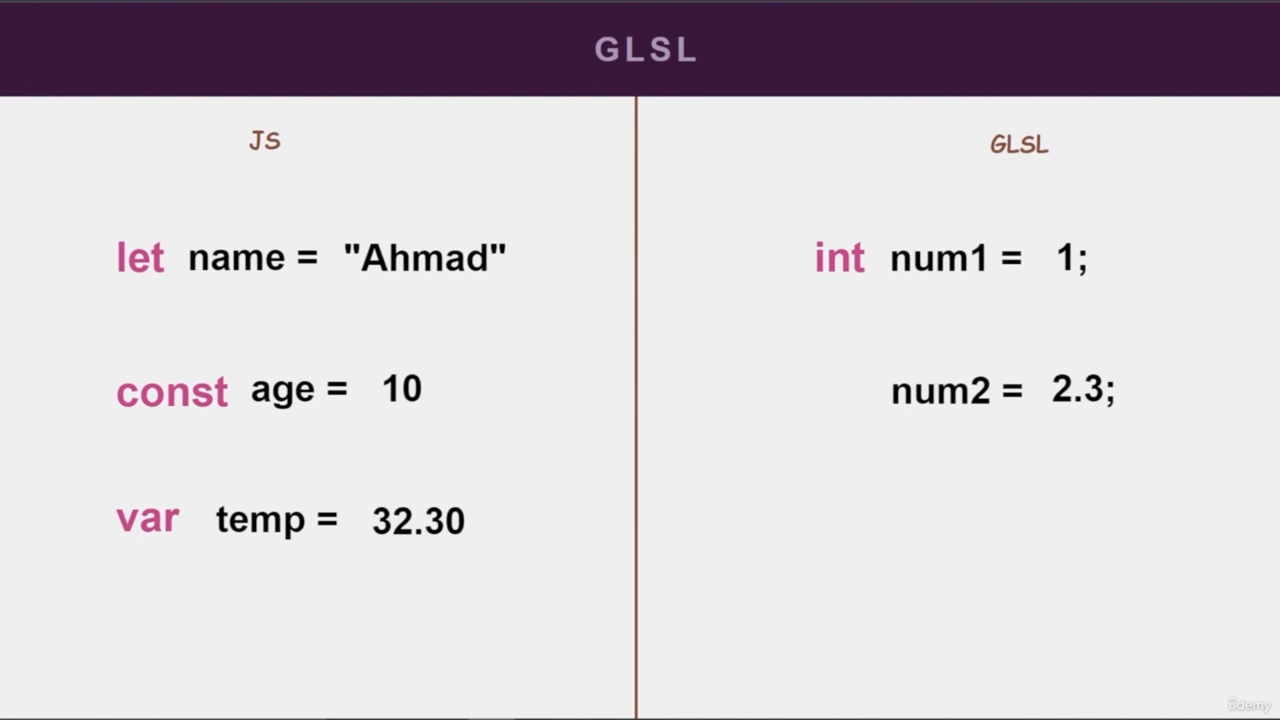 GLSL
JS
let name = "Ahmad"
const age = 10
var temp = 32.30
GLSL
int num1 = 1;
num2 = 2.3;
ûdemy